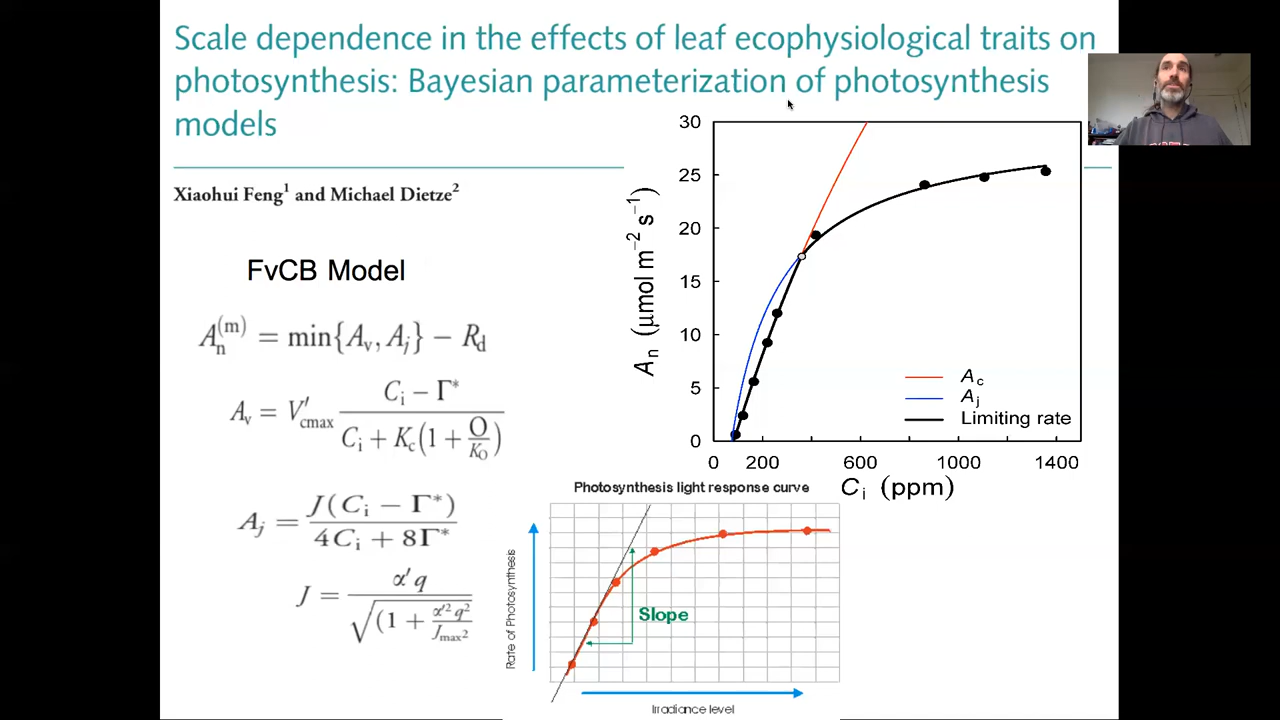 Scale dependence in the effects of leaf ecophysiological traits on
photosynthesis: Bayesian parameterization of photosynthesis
models
Xiaohui Feng¹ and Michael Dietze²
FvCB Model
A_n^(m) = min{A_v, A_j} − R_d
A_v = V′_cmax (C_i − Γ*) / (C_i + K_c(1 + O/K_O))
A_j = J(C_i − Γ*) / (4C_i + 8Γ*)
J = α′q / √(1 + α′²q²/J_max²
A_n (μmol m⁻² s⁻¹)
30
25
20
15
10
5
0
A_c
A_j
Limiting rate
0 200 600 1000 1400
C_i (ppm)
Photosynthesis light response curve
Rate of Photosynthesis
Slope
Irradiance level